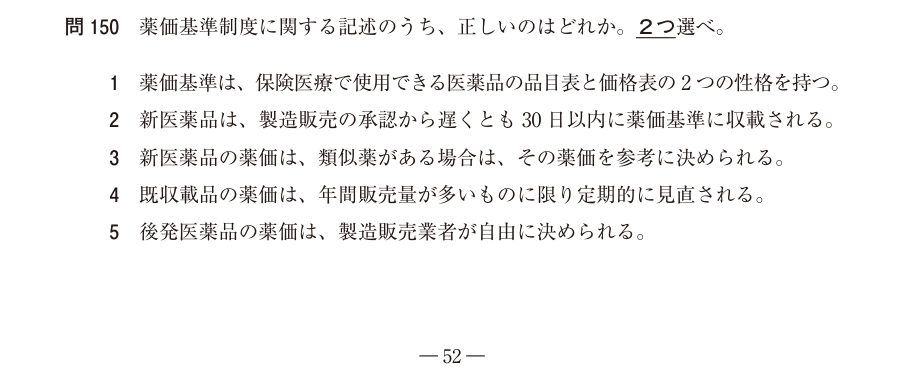 問 150 薬価基準制度に関する記述のうち、正しいのはどれか。２つ選べ。
1 薬価基準は、保険医療で使用できる医薬品の品目表と価格表の２つの性格を持つ。
2 新医薬品は、製造販売の承認から遅くとも 30 日以内に薬価基準に収載される。
3 新医薬品の薬価は、類似薬がある場合は、その薬価を参考に決められる。
4 既収載品の薬価は、年間販売量が多いものに限り定期的に見直される。
5 後発医薬品の薬価は、製造販売業者が自由に決められる。
― 52 ―